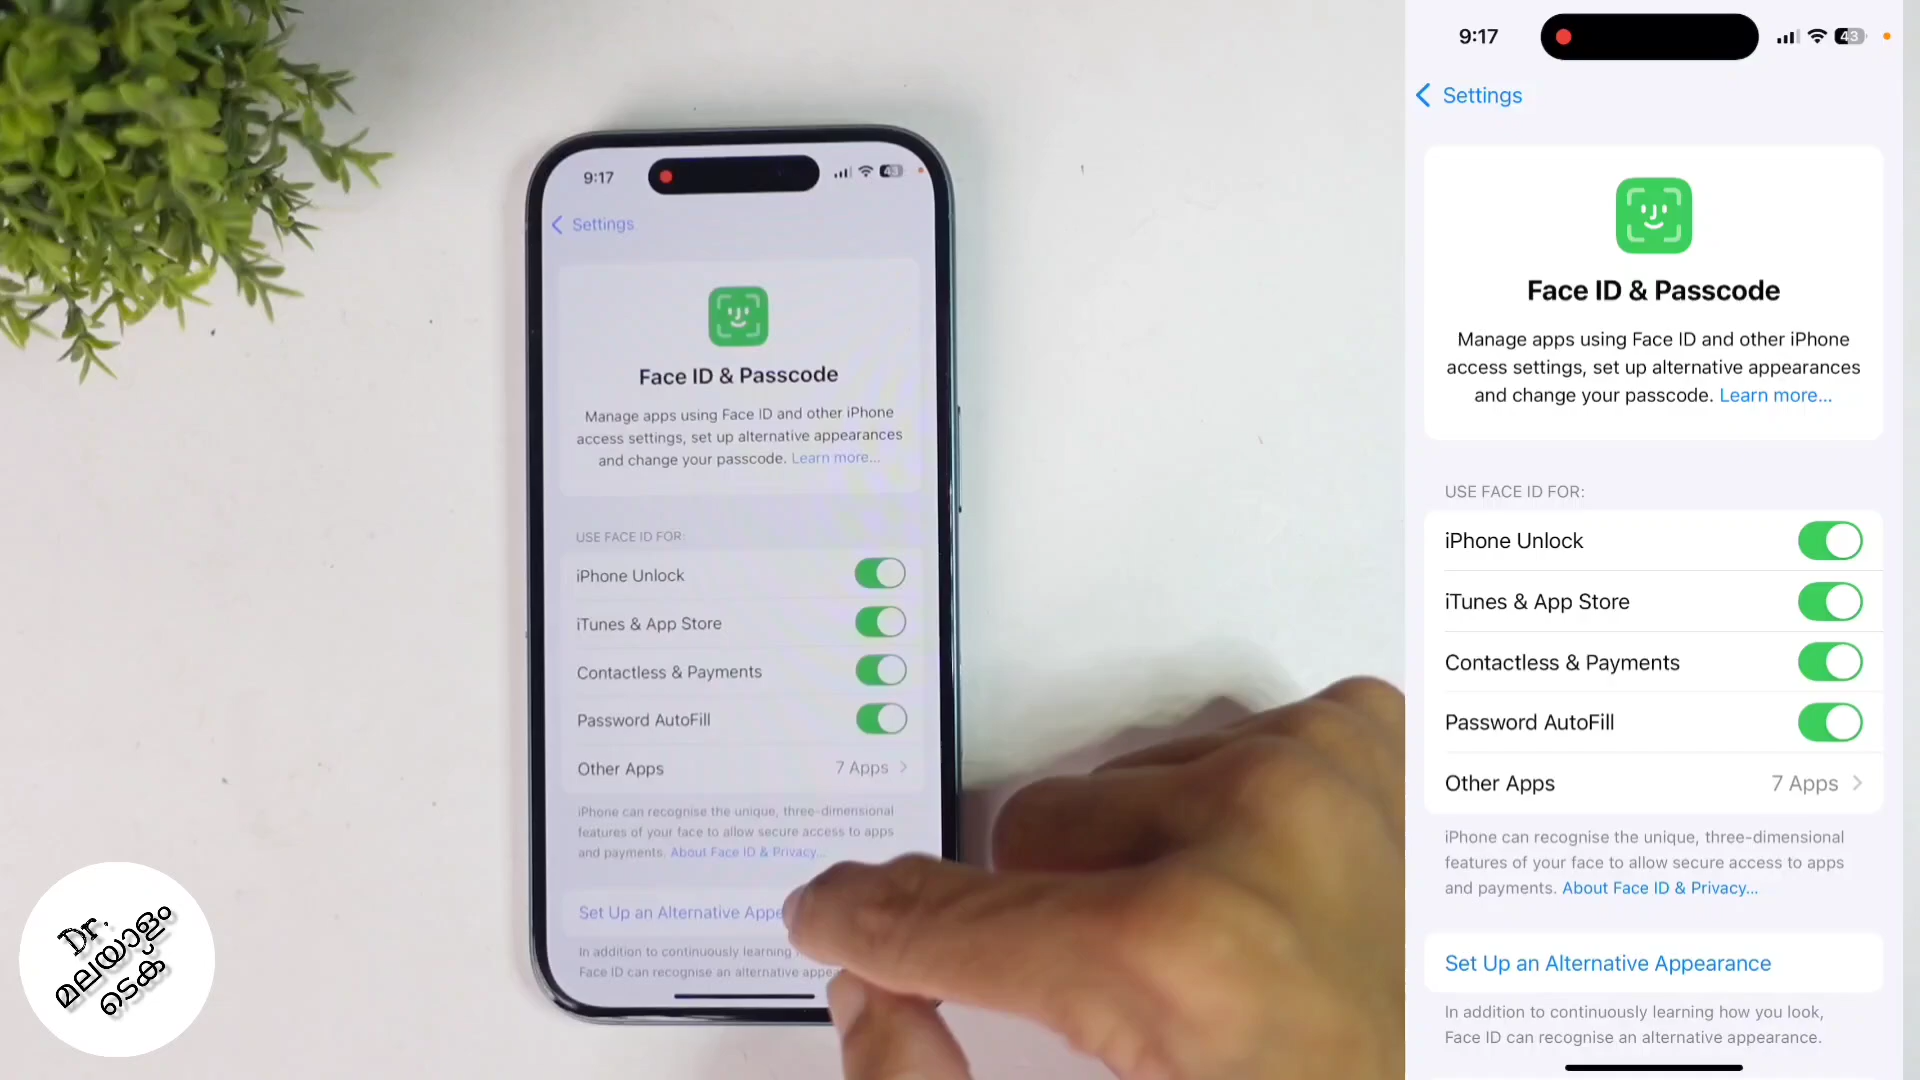 9:17
43
Settings
Face ID & Passcode
Manage apps using Face ID and other iPhone
access settings, set up alternative appearances
and change your passcode. Learn more...
USE FACE ID FOR:
iPhone Unlock
iTunes & App Store
Contactless & Payments
Password AutoFill
Other Apps 7 Apps
iPhone can recognise the unique, three-dimensional
features of your face to allow secure access to apps
and payments. About Face ID & Privacy...
Set Up an Alternative Appe
In addition to continuously learning
Face ID can recognise an alternative appea
Dr.
മലയാളം
ടെക്
9:17
43
Settings
Face ID & Passcode
Manage apps using Face ID and other iPhone
access settings, set up alternative appearances
and change your passcode. Learn more...
USE FACE ID FOR:
iPhone Unlock
iTunes & App Store
Contactless & Payments
Password AutoFill
Other Apps 7 Apps
iPhone can recognise the unique, three-dimensional
features of your face to allow secure access to apps
and payments. About Face ID & Privacy...
Set Up an Alternative Appearance
In addition to continuously learning how you look,
Face ID can recognise an alternative appearance.